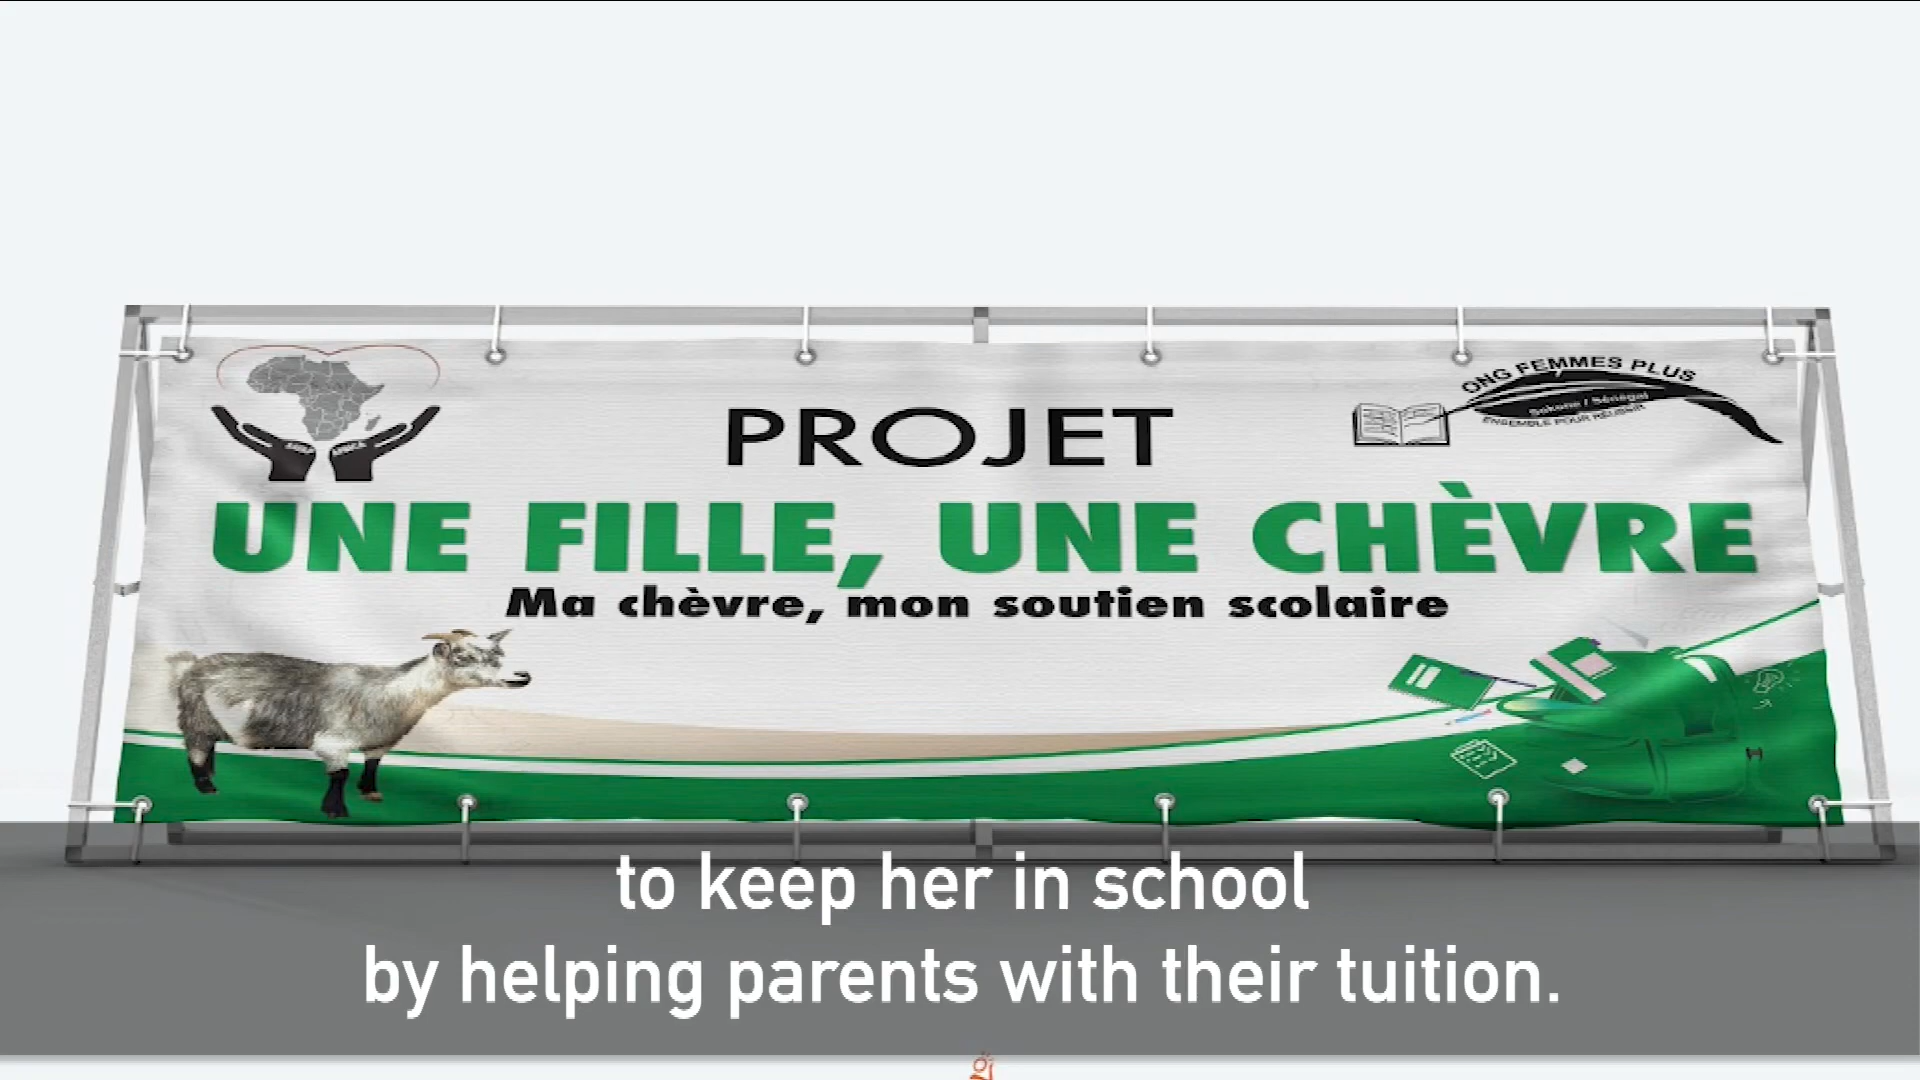 ONG FEMMES PLUS
Sokone / Sénégal
ENSEMBLE POUR RÉUSSIR
PROJET
UNE FILLE, UNE CHÈVRE
Ma chèvre, mon soutien scolaire
to keep her in school
by helping parents with their tuition.